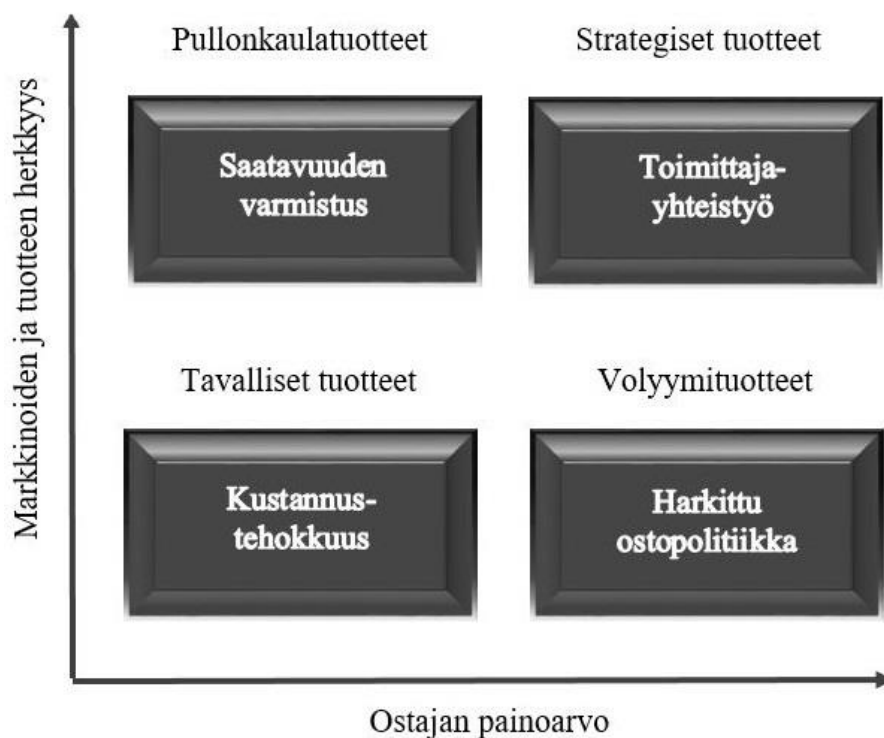 Pullonkaulatuotteet
Strategiset tuotteet
Saatavuuden
varmistus
Toimittaja-
yhteistyö
Markkinoiden ja tuotteen herkkyys
Tavalliset tuotteet
Volyymituotteet
Kustannus-
tehokkuus
Harkittu
ostopolitiikka
Ostajan painoarvo